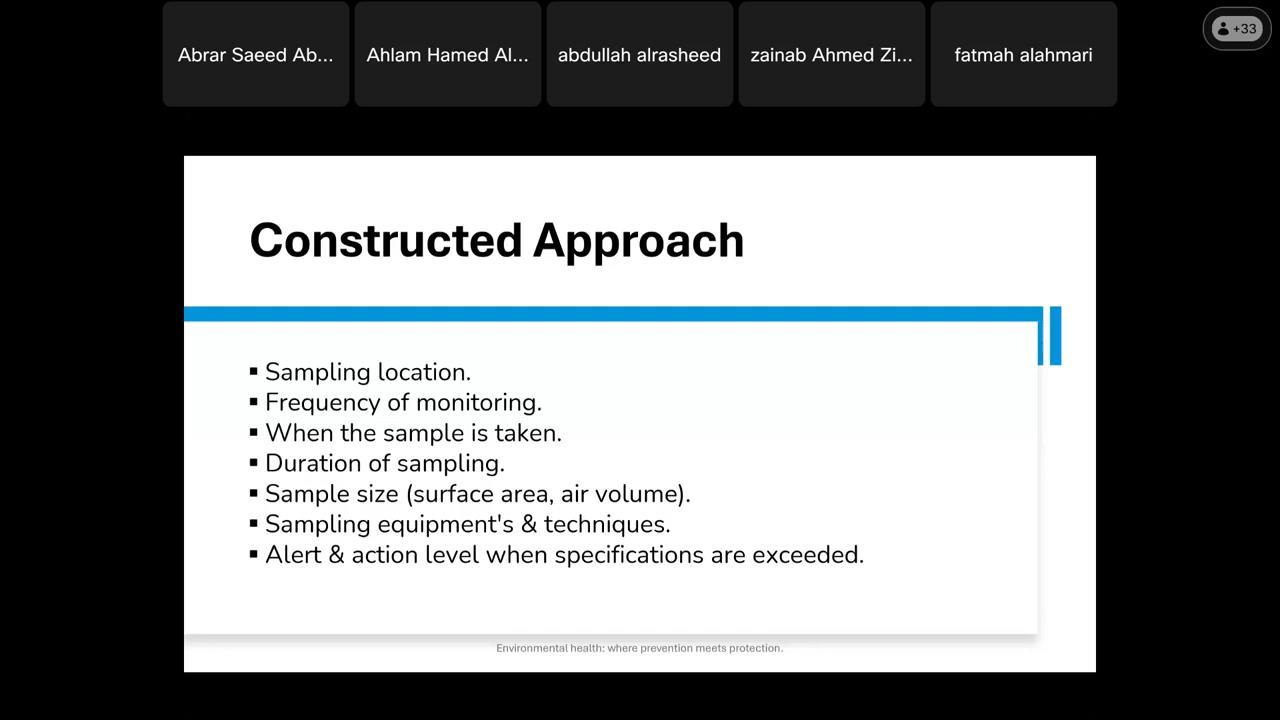 Abrar Saeed Ab...
Ahlam Hamed Al...
abdullah alrasheed
zainab Ahmed Zi...
fatmah alahmari
+33
Constructed Approach
▪ Sampling location.
▪ Frequency of monitoring.
▪ When the sample is taken.
▪ Duration of sampling.
▪ Sample size (surface area, air volume).
▪ Sampling equipment's & techniques.
▪ Alert & action level when specifications are exceeded.
Environmental health: where prevention meets protection.